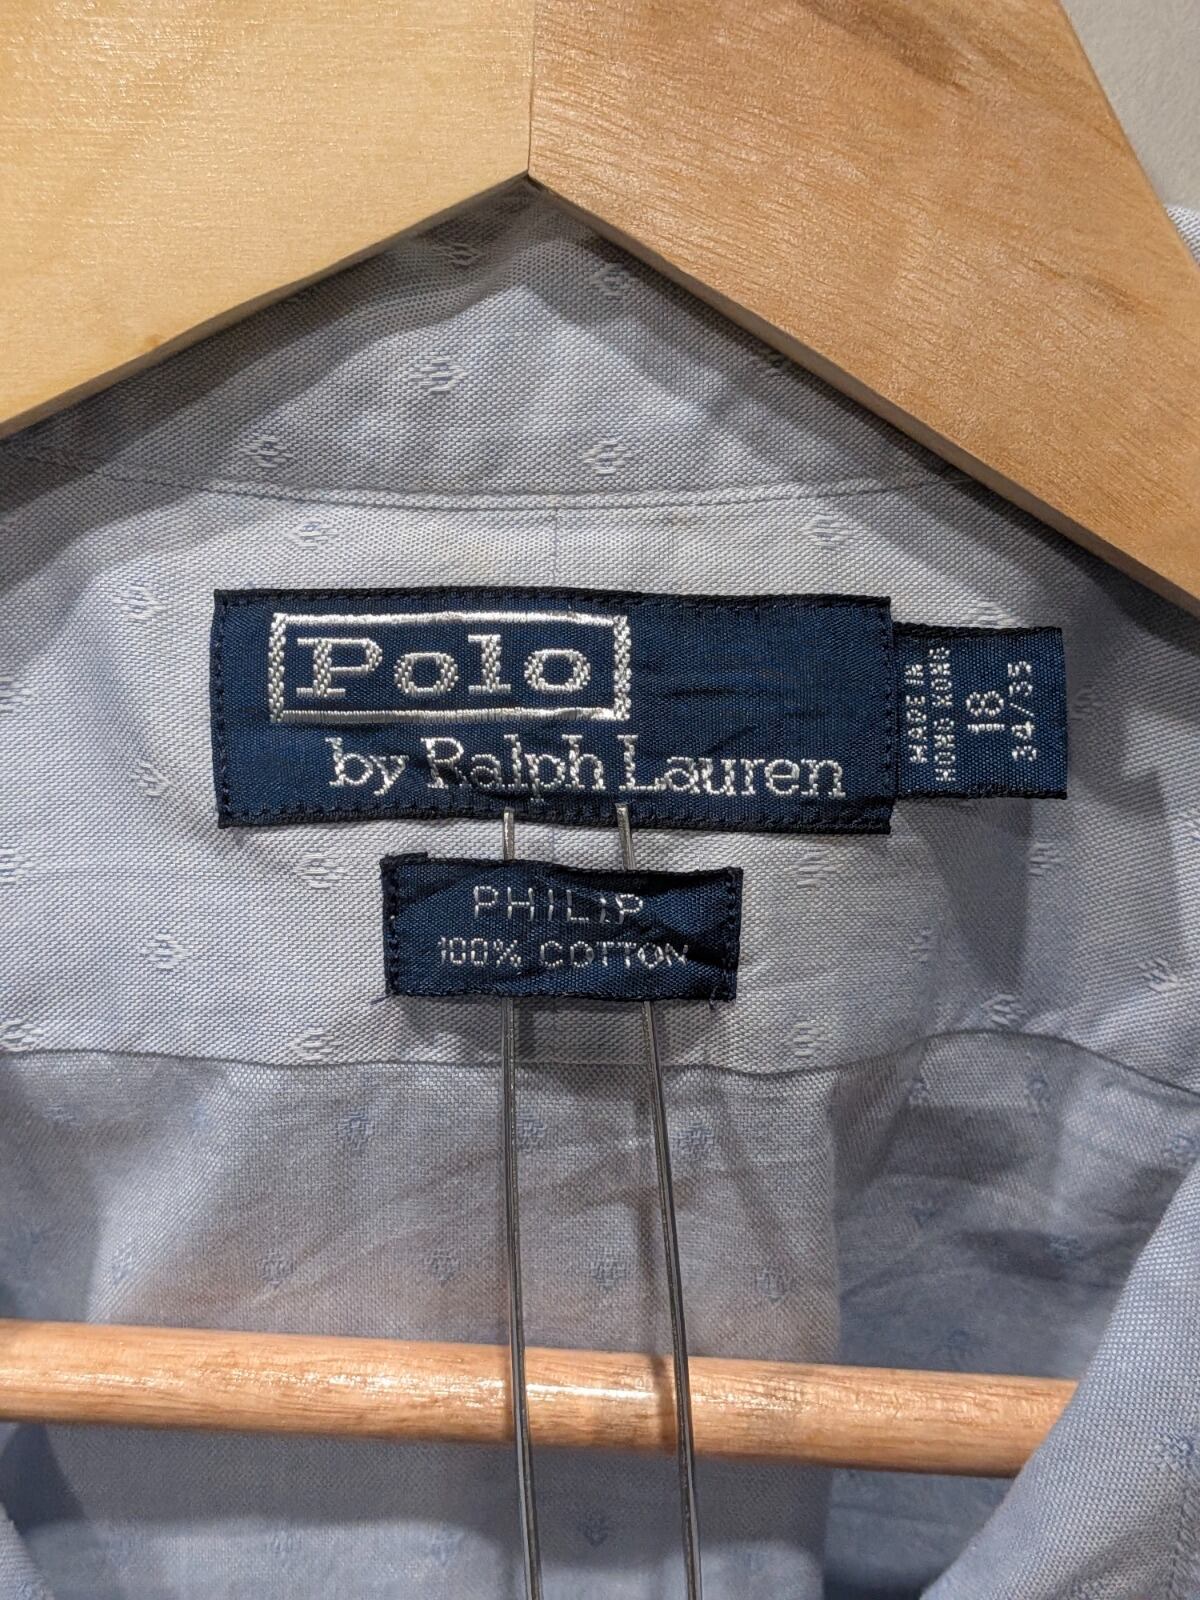 Polo
by Ralph Lauren
MADE IN
HONG KONG
18
34/35
PHILIP
100% COTTON